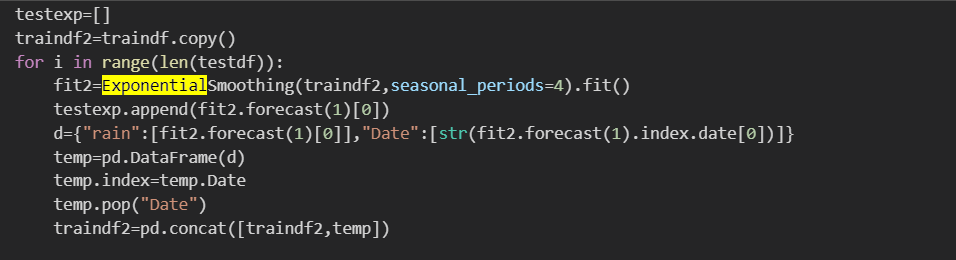 testexp=[]
traindf2=traindf.copy()
for i in range(len(testdf)):
    fit2=ExponentialSmoothing(traindf2,seasonal_periods=4).fit()
    testexp.append(fit2.forecast(1)[0])
    d={"rain":[fit2.forecast(1)[0]],"Date":[str(fit2.forecast(1).index.date[0])]}
    temp=pd.DataFrame(d)
    temp.index=temp.Date
    temp.pop("Date")
    traindf2=pd.concat([traindf2,temp])